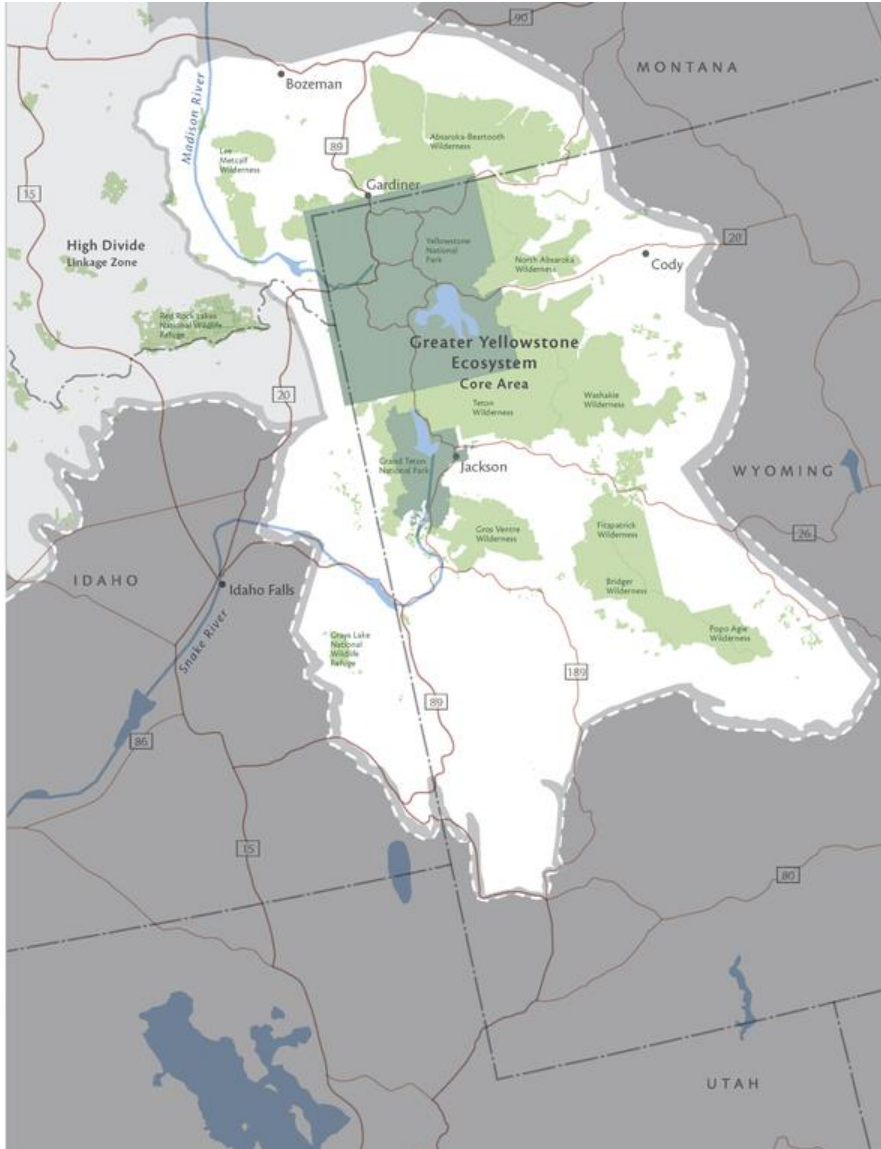 90
MONTANA
Bozeman
Madison River
Absaroka-Beartooth
Wilderness
89
Lee
Metcalf
Wilderness
Gardiner
15
High Divide
Linkage Zone
Yellowstone
National
Park
North Absaroka
Wilderness
Cody
20
Red Rock Lakes
National Wildlife
Refuge
Greater Yellowstone
Ecosystem
Core Area
20
Teton
Wilderness
Washakie
Wilderness
Grand Teton
National Park
Jackson
WYOMING
Gros Ventre
Wilderness
Fitzpatrick
Wilderness
26
IDAHO
Idaho Falls
Bridger
Wilderness
Snake River
Grays Lake
National
Wildlife
Refuge
Popo Agie
Wilderness
189
89
86
15
80
UTAH